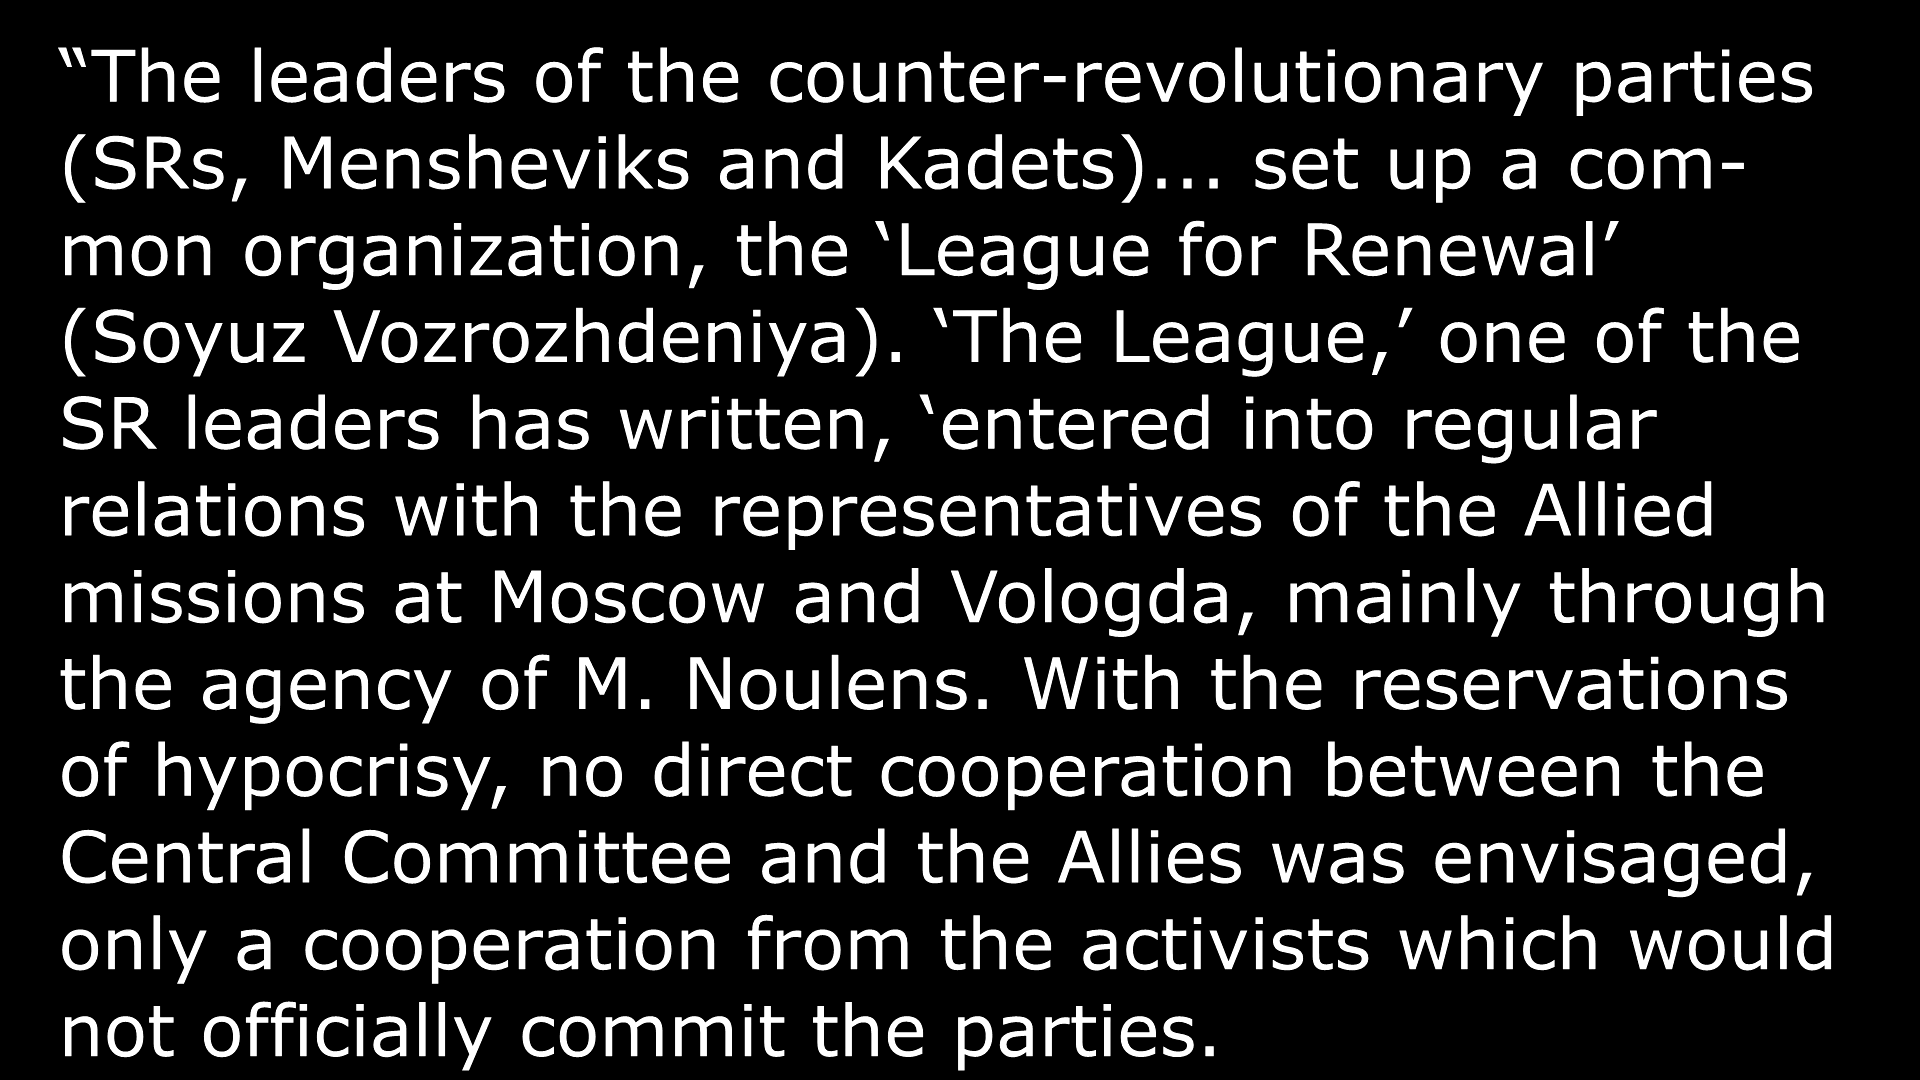 “The leaders of the counter-revolutionary parties
(SRs, Mensheviks and Kadets)... set up a com-
mon organization, the ‘League for Renewal’
(Soyuz Vozrozhdeniya). ‘The League,’ one of the
SR leaders has written, ‘entered into regular
relations with the representatives of the Allied
missions at Moscow and Vologda, mainly through
the agency of M. Noulens. With the reservations
of hypocrisy, no direct cooperation between the
Central Committee and the Allies was envisaged,
only a cooperation from the activists which would
not officially commit the parties.